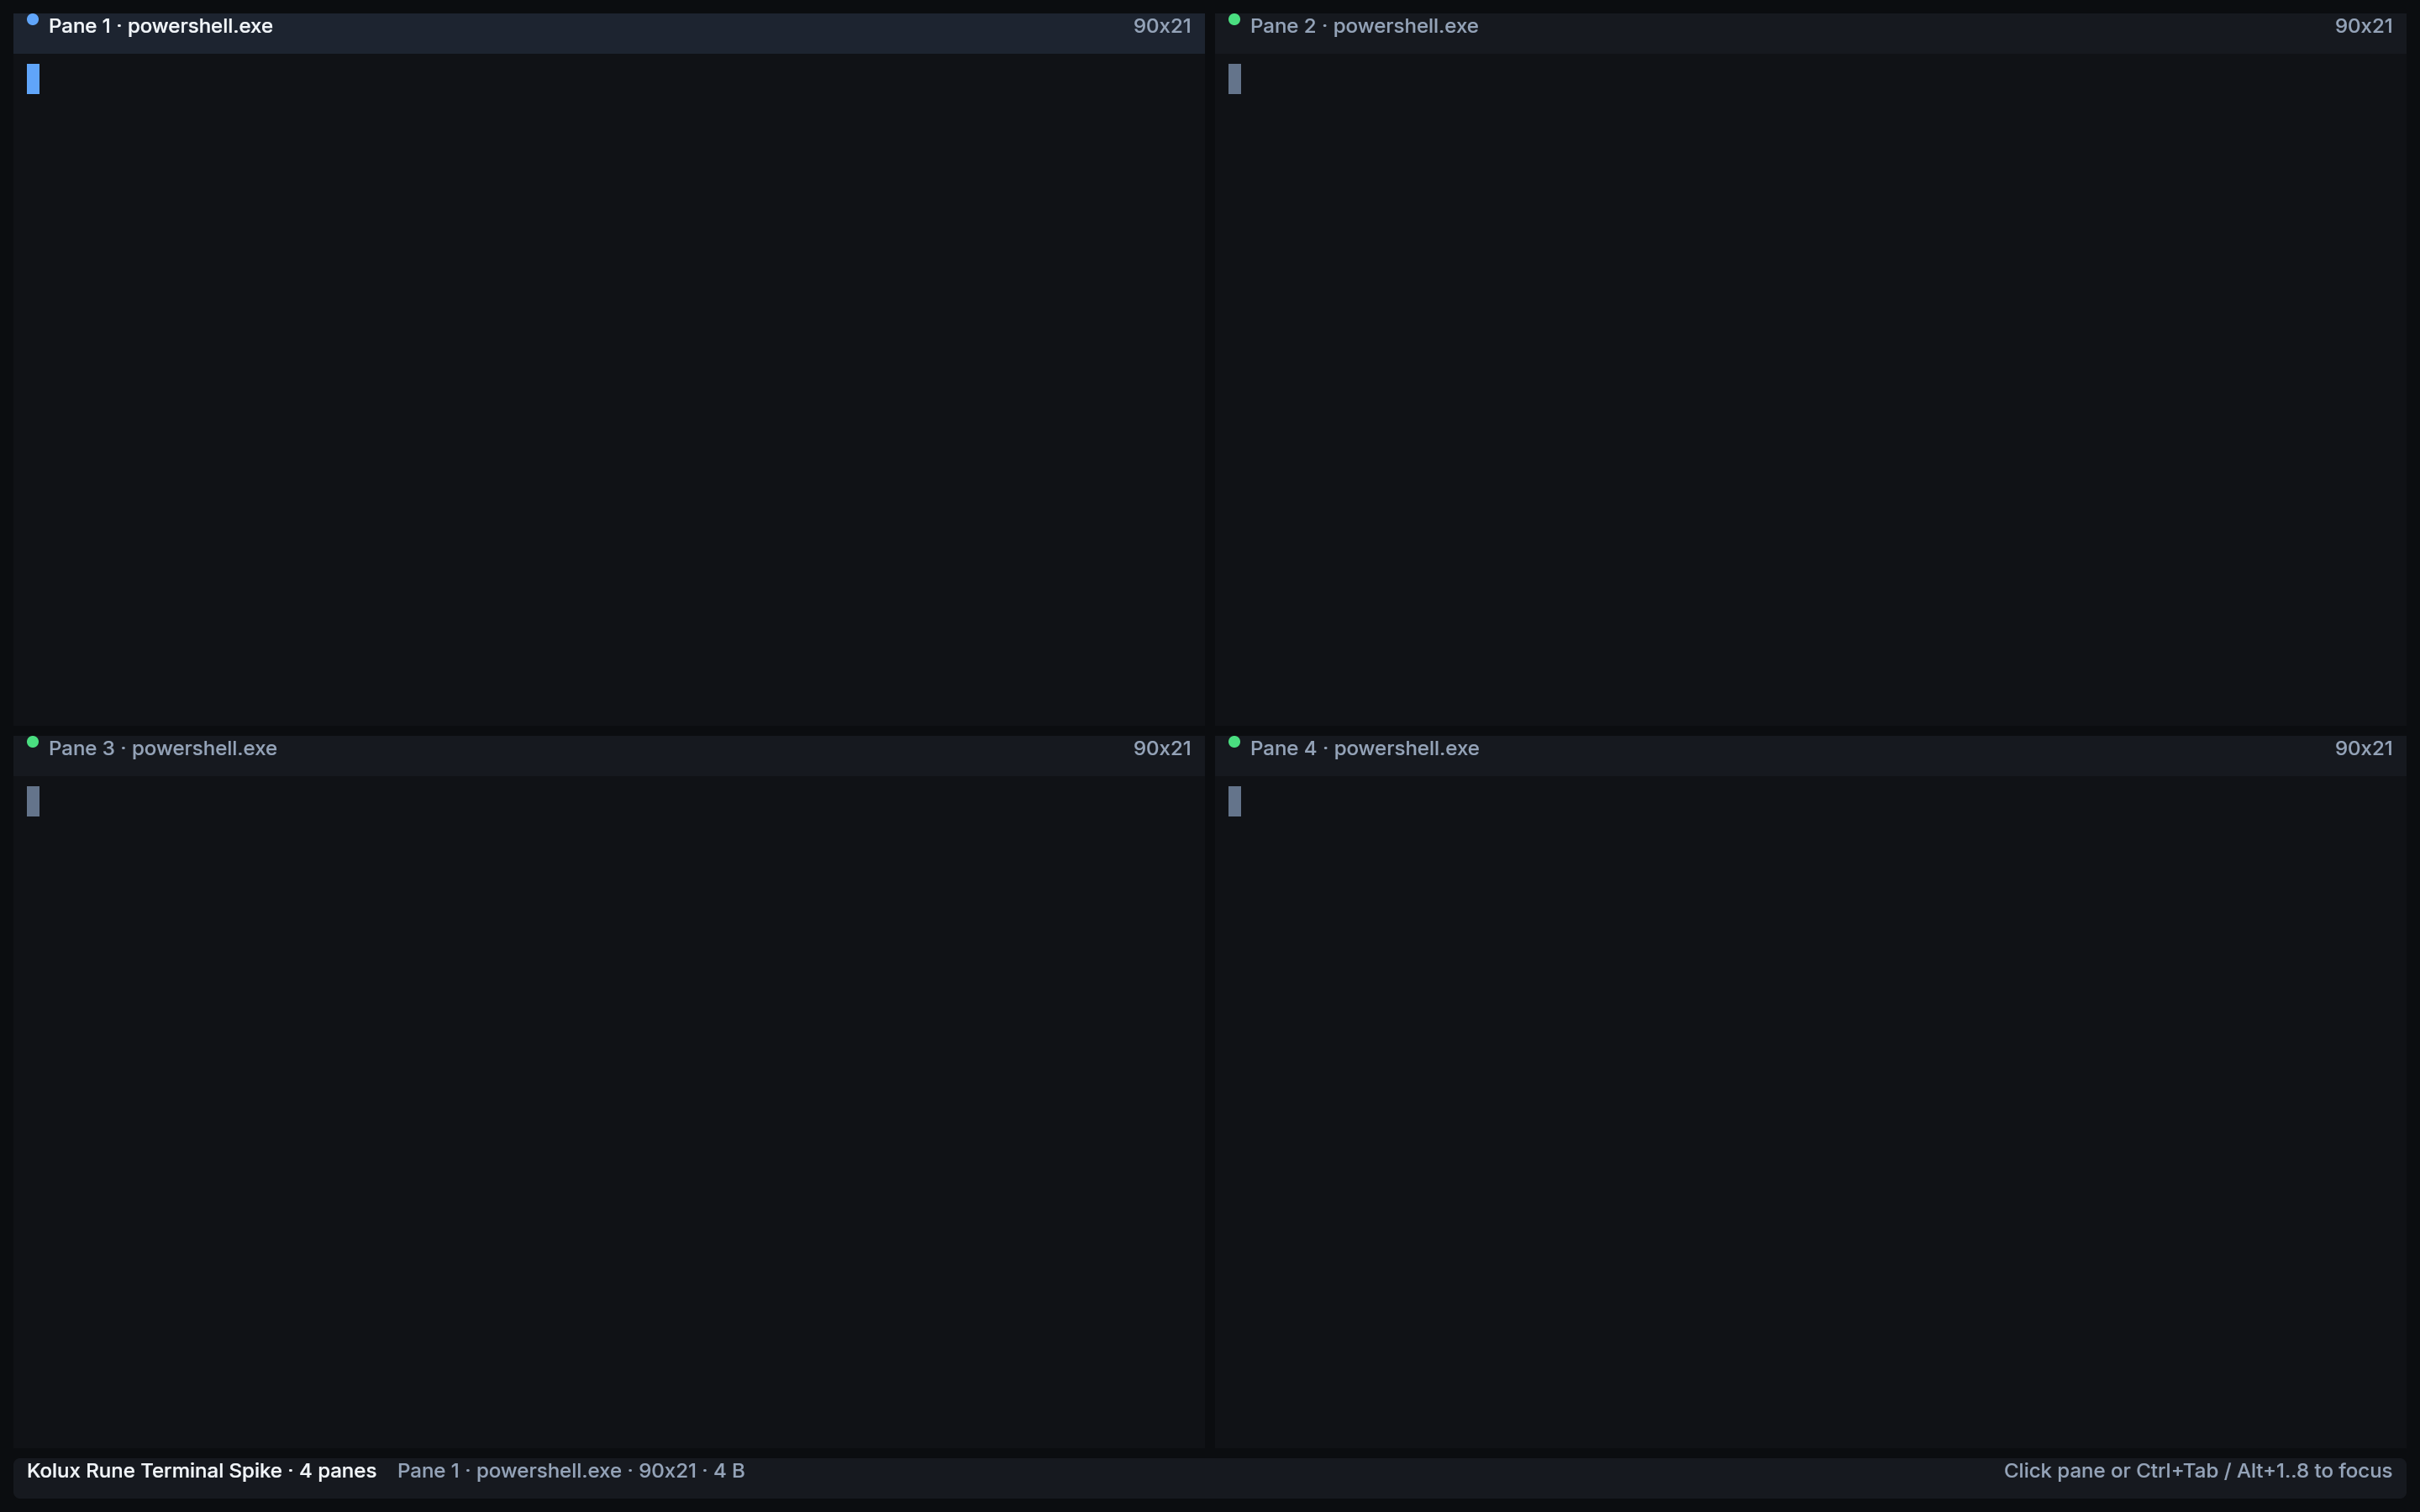 Pane 1 · powershell.exe 90x21
Pane 2 · powershell.exe 90x21
Pane 3 · powershell.exe 90x21
Pane 4 · powershell.exe 90x21
Kolux Rune Terminal Spike · 4 panes Pane 1 · powershell.exe · 90x21 · 4 B Click pane or Ctrl+Tab / Alt+1..8 to focus